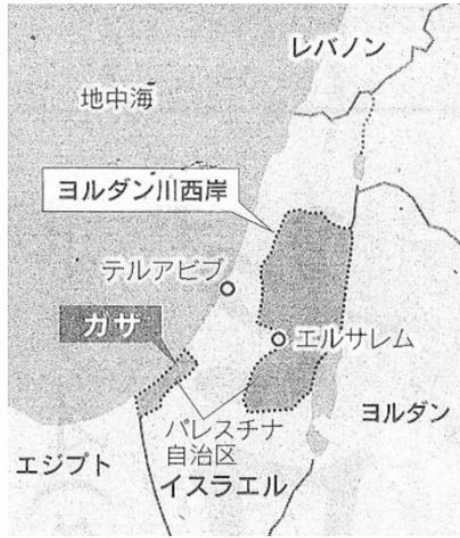 レバノン
地中海
ヨルダン川西岸
テルアビブ
ガザ
エルサレム
ヨルダン
パレスチナ
自治区
エジプト
イスラエル